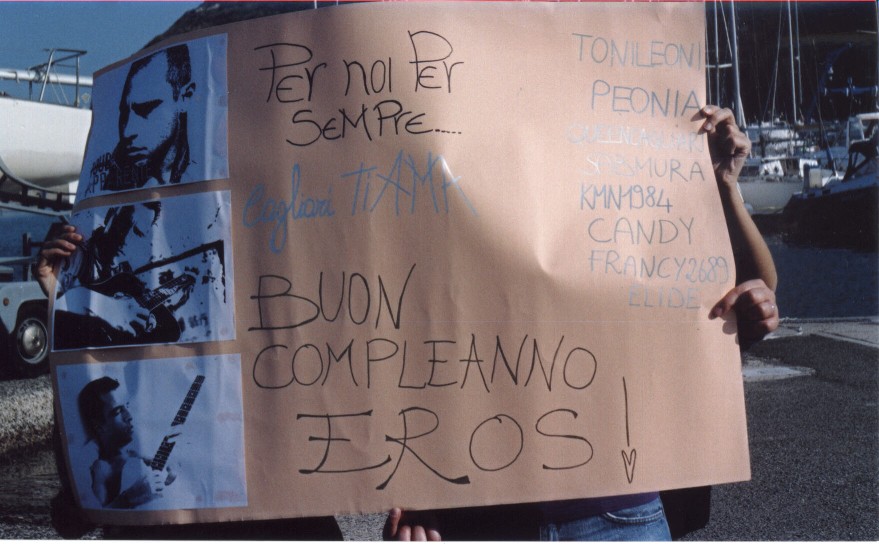 Per noi Per
SeMPre.....
Cagliari TiAMA
BUON
COMPLEANNO
EROS!
TONILEONI
PEONIA
KMN1984
CANDY
FRANCY2689
ELIDE